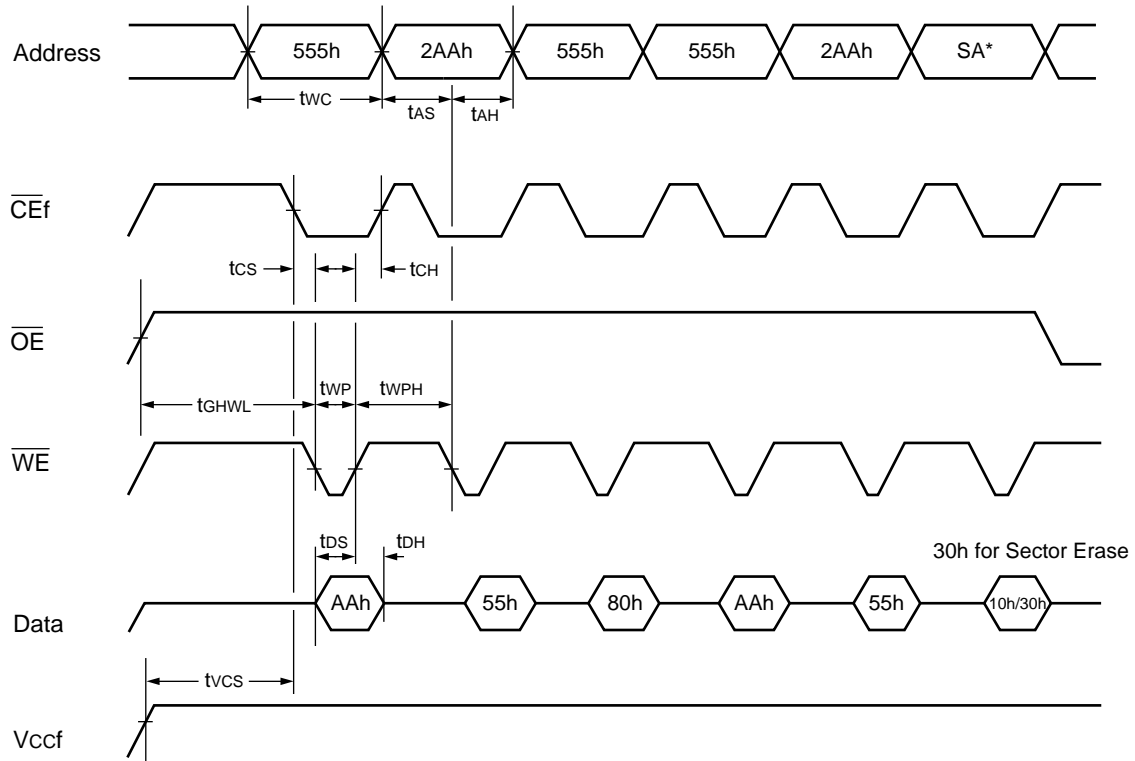 Address 555h 2AAh 555h 555h 2AAh SA*
tWC tAS tAH
CEf
tCS tCH
OE
tGHWL tWP tWPH
WE
tDS tDH
30h for Sector Erase
Data AAh 55h 80h AAh 55h 10h/30h
tVCS
VCCf